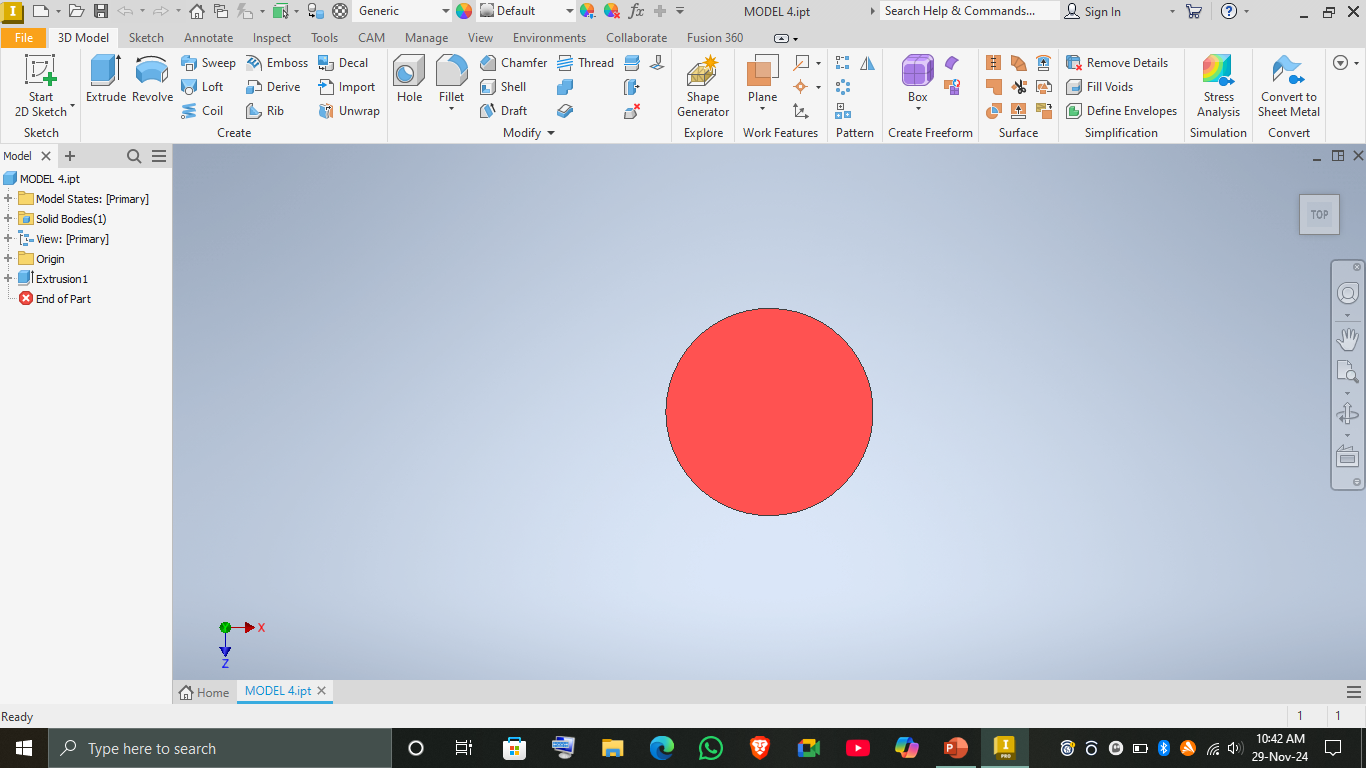 I
Generic
Default
fx
MODEL 4.ipt
Search Help & Commands...
Sign In
?
File
3D Model
Sketch
Annotate
Inspect
Tools
CAM
Manage
View
Environments
Collaborate
Fusion 360
Start
2D Sketch
Sketch
Extrude
Revolve
Sweep
Loft
Coil
Emboss
Derive
Rib
Decal
Import
Unwrap
Create
Hole
Fillet
Chamfer
Shell
Draft
Thread
Modify
Shape
Generator
Explore
Plane
Work Features
Pattern
Box
Create Freeform
Surface
Remove Details
Fill Voids
Define Envelopes
Simplification
Stress
Analysis
Simulation
Convert to
Sheet Metal
Convert
Model
MODEL 4.ipt
Model States: [Primary]
Solid Bodies(1)
View: [Primary]
Origin
Extrusion1
End of Part
TOP
X
Z
Home
MODEL 4.ipt
Ready
1
1
Type here to search
P
I
PRO
10:42 AM
29-Nov-24